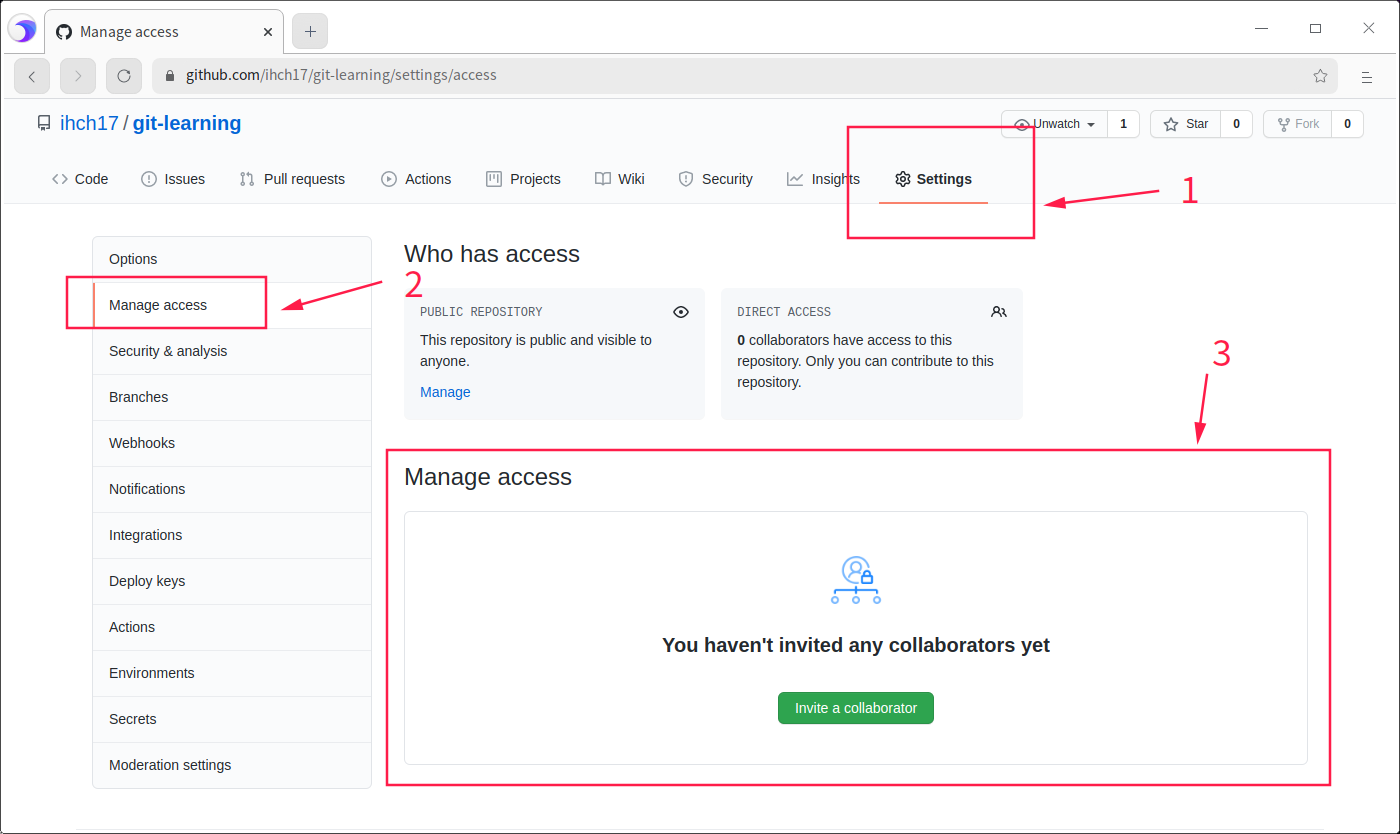 Manage access
github.com/ihch17/git-learning/settings/access
ihch17 / git-learning
Unwatch 1 Star 0 Fork 0
Code Issues Pull requests Actions Projects Wiki Security Insights Settings
1
Options
Manage access
Security & analysis
Branches
Webhooks
Notifications
Integrations
Deploy keys
Actions
Environments
Secrets
Moderation settings
2
Who has access
PUBLIC REPOSITORY
This repository is public and visible to
anyone.
Manage
DIRECT ACCESS
0 collaborators have access to this
repository. Only you can contribute to this
repository.
3
Manage access
You haven't invited any collaborators yet
Invite a collaborator